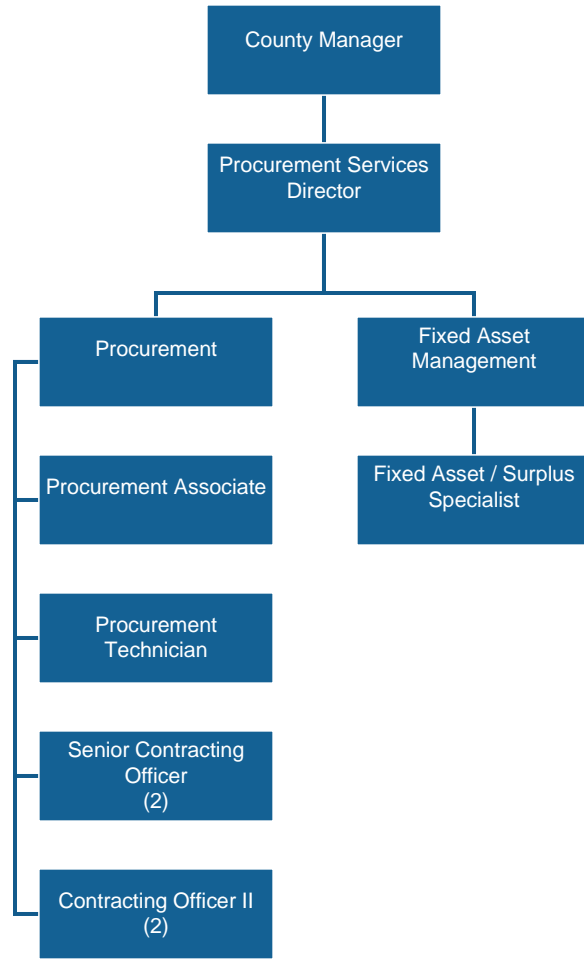 County Manager
Procurement Services
Director
Procurement
Fixed Asset
Management
Procurement Associate
Fixed Asset / Surplus
Specialist
Procurement
Technician
Senior Contracting
Officer
(2)
Contracting Officer II
(2)